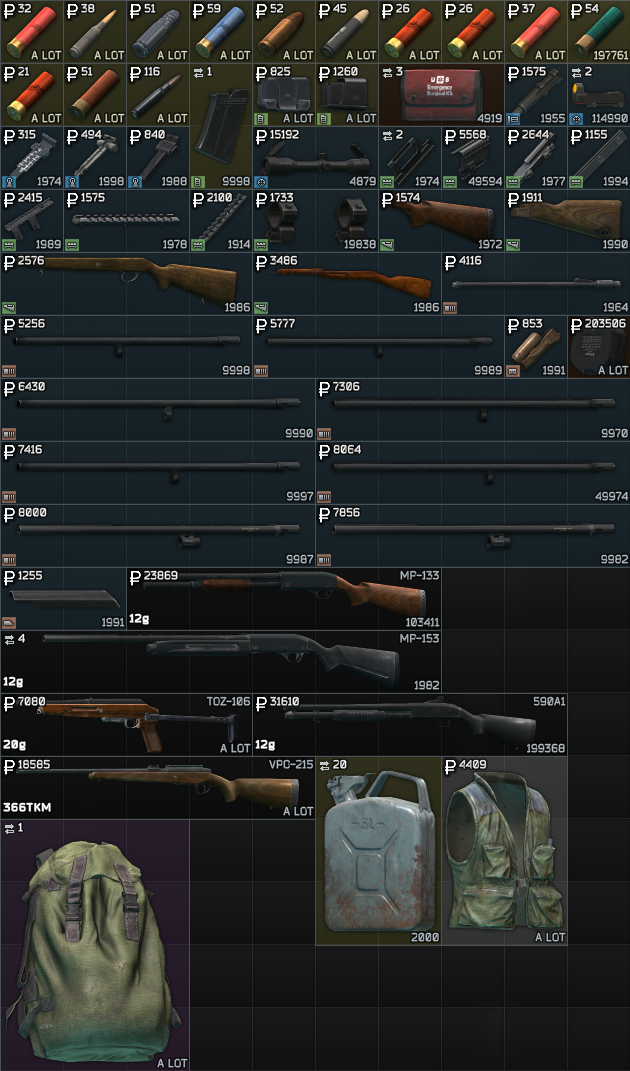 ₽ 32 ₽ 38 ₽ 51 ₽ 59 ₽ 52 ₽ 45 ₽ 26 ₽ 26 ₽ 37 ₽ 54
A LOT A LOT A LOT A LOT A LOT A LOT A LOT A LOT A LOT 197761
₽ 21 ₽ 51 ₽ 116 1 ₽ 825 ₽ 1260 3 ₽ 1575 2
Emergency
Surgical Kit
A LOT A LOT A LOT A LOT A LOT 4919 1955 114990
₽ 315 ₽ 494 ₽ 840 ₽ 15192 2 ₽ 5568 ₽ 2644 ₽ 1155
1974 1998 1988 9998 4879 1974 49594 1977 1994
₽ 2415 ₽ 1575 ₽ 2100 ₽ 1733 ₽ 1574 ₽ 1911
1989 1978 1914 19838 1972 1990
₽ 2576 ₽ 3486 ₽ 4116
1986 1986 1964
₽ 5256 ₽ 5777 ₽ 853 ₽ 203506
9998 9989 1991 A LOT
₽ 6430 ₽ 7306
9990 9970
₽ 7416 ₽ 8064
9997 49974
₽ 8000 ₽ 7856
9987 9982
₽ 1255 ₽ 23869 MP-133
1991 12g 103411
4 MP-153
12g 1982
₽ 7080 TOZ-106 ₽ 31610 590A1
20g A LOT 12g 199368
₽ 18585 VPO-215 20 ₽ 4409
366TKM A LOT
1
2000 A LOT
A LOT